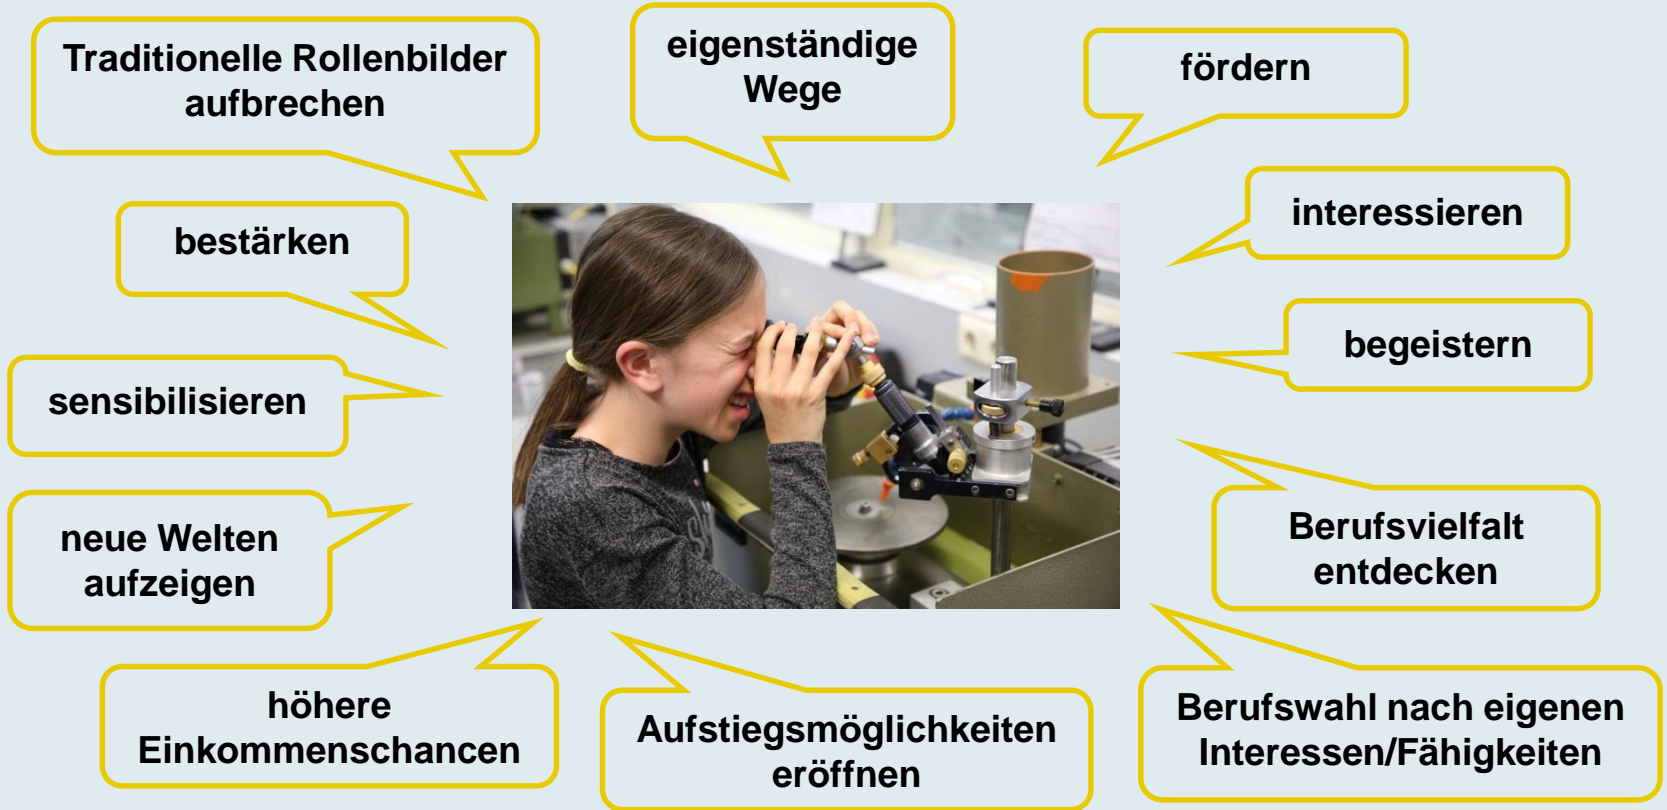 Traditionelle Rollenbilder
aufbrechen
eigenständige
Wege
fördern
bestärken
interessieren
sensibilisieren
begeistern
neue Welten
aufzeigen
Berufsvielfalt
entdecken
höhere
Einkommenschancen
Aufstiegsmöglichkeiten
eröffnen
Berufswahl nach eigenen
Interessen/Fähigkeiten